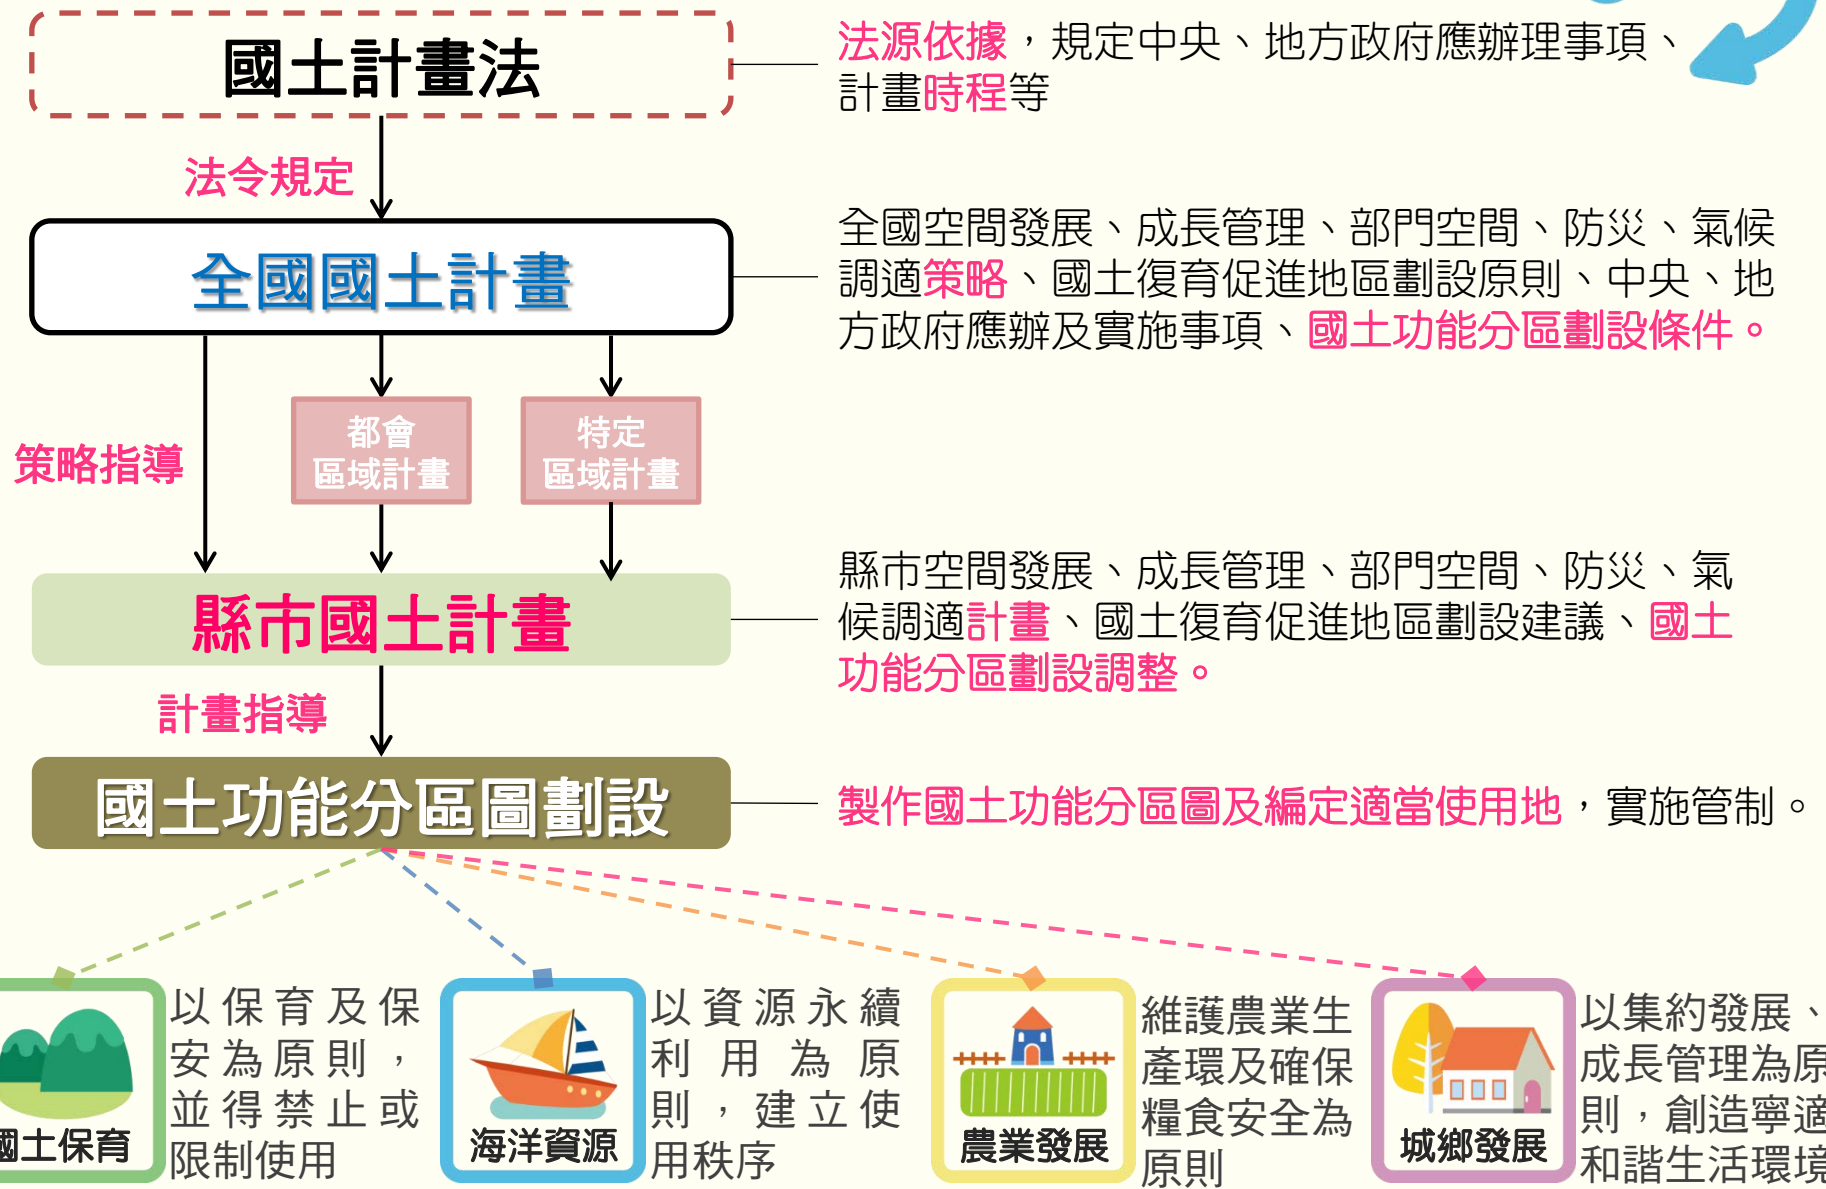 國土計畫法
法源依據，規定中央、地方政府應辦理事項、
計畫時程等
法令規定
全國國土計畫
全國空間發展、成長管理、部門空間、防災、氣候
調適策略、國土復育促進地區劃設原則、中央、地
方政府應辦及實施事項、國土功能分區劃設條件。
策略指導
都會
區域計畫
特定
區域計畫
縣市國土計畫
縣市空間發展、成長管理、部門空間、防災、氣
候調適計畫、國土復育促進地區劃設建議、國土
功能分區劃設調整。
計畫指導
國土功能分區圖劃設
製作國土功能分區圖及編定適當使用地，實施管制。
國土保育
以保育及保
安為原則，
並得禁止或
限制使用
海洋資源
以資源永續
利用為原
則，建立使
用秩序
農業發展
維護農業生
產環及確保
糧食安全為
原則
城鄉發展
以集約發展、
成長管理為原
則，創造寧適
和諧生活環境